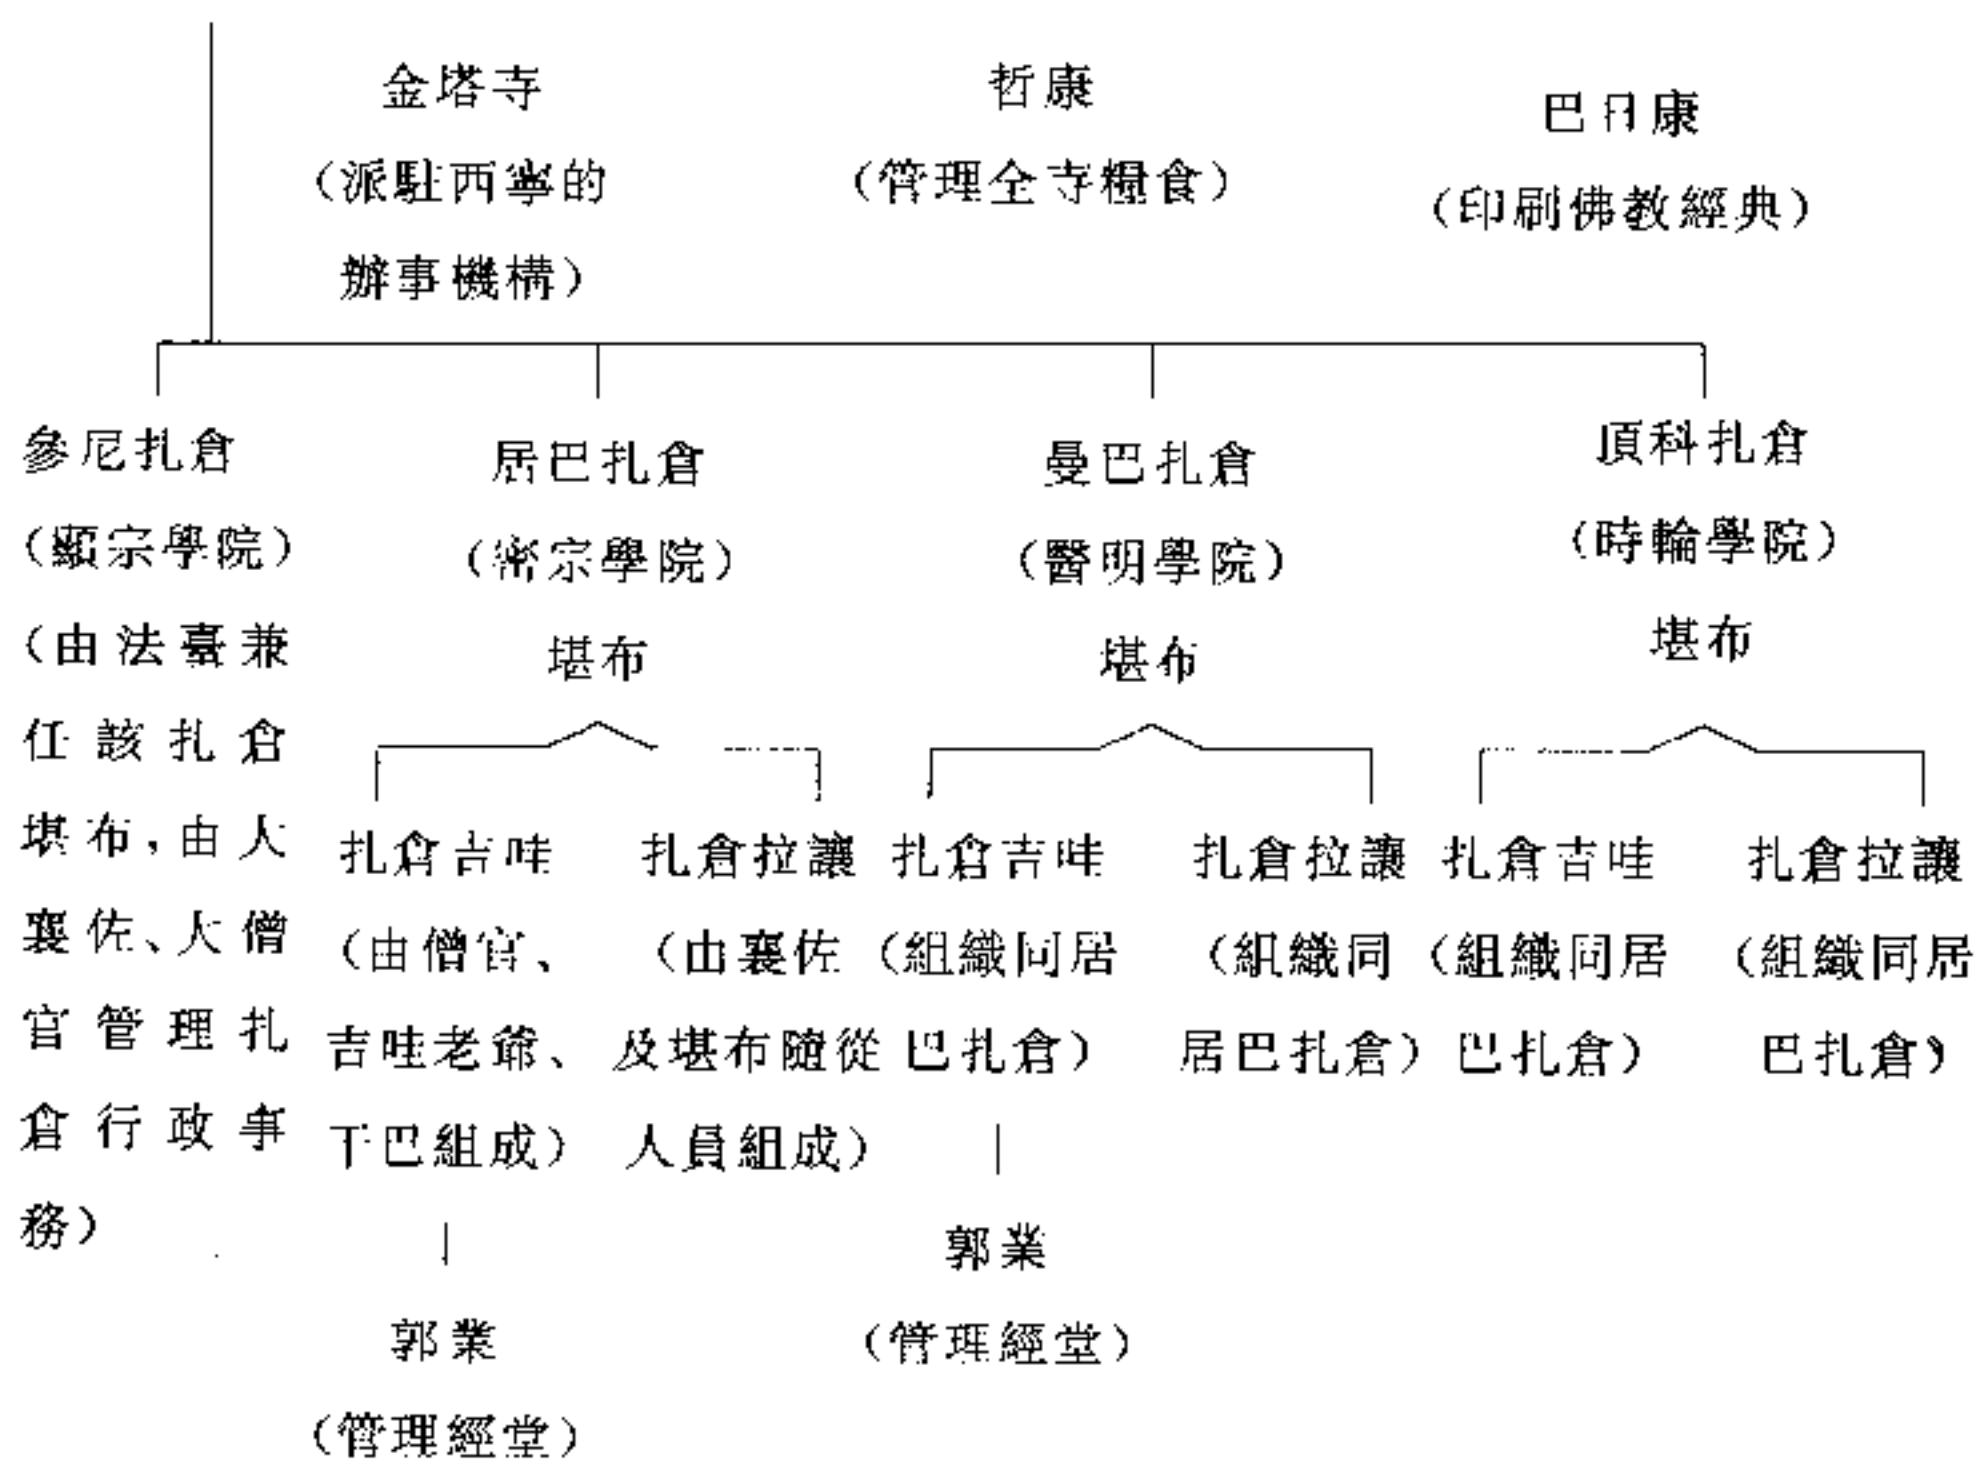 金塔寺
（派駐西寧的
辦事機構）
哲康
（管理全寺糧食）
巴日康
（印刷佛教經典）
參尼扎倉
（顯宗學院）
（由法臺兼
任該扎倉
堪布，由大
襄佐、大僧
官管理扎
倉行政事
務）
居巴扎倉
（密宗學院）
堪布
扎倉吉哇
（由僧官、
吉哇老爺、
干巴組成）
郭業
（管理經堂）
扎倉拉讓
（由襄佐
及堪布隨從
人員組成）
曼巴扎倉
（醫明學院）
堪布
扎倉吉哇
（組織同居
巴扎倉）
郭業
（管理經堂）
扎倉拉讓
（組織同
居巴扎倉）
頂科扎倉
（時輪學院）
堪布
扎倉吉哇
（組織同居
巴扎倉）
扎倉拉讓
（組織同居
巴扎倉）